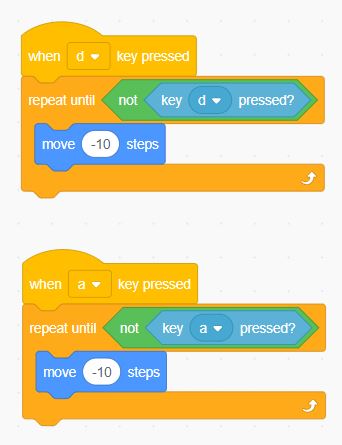 when d key pressed
repeat until not key d pressed?
move -10 steps
when a key pressed
repeat until not key a pressed?
move -10 steps